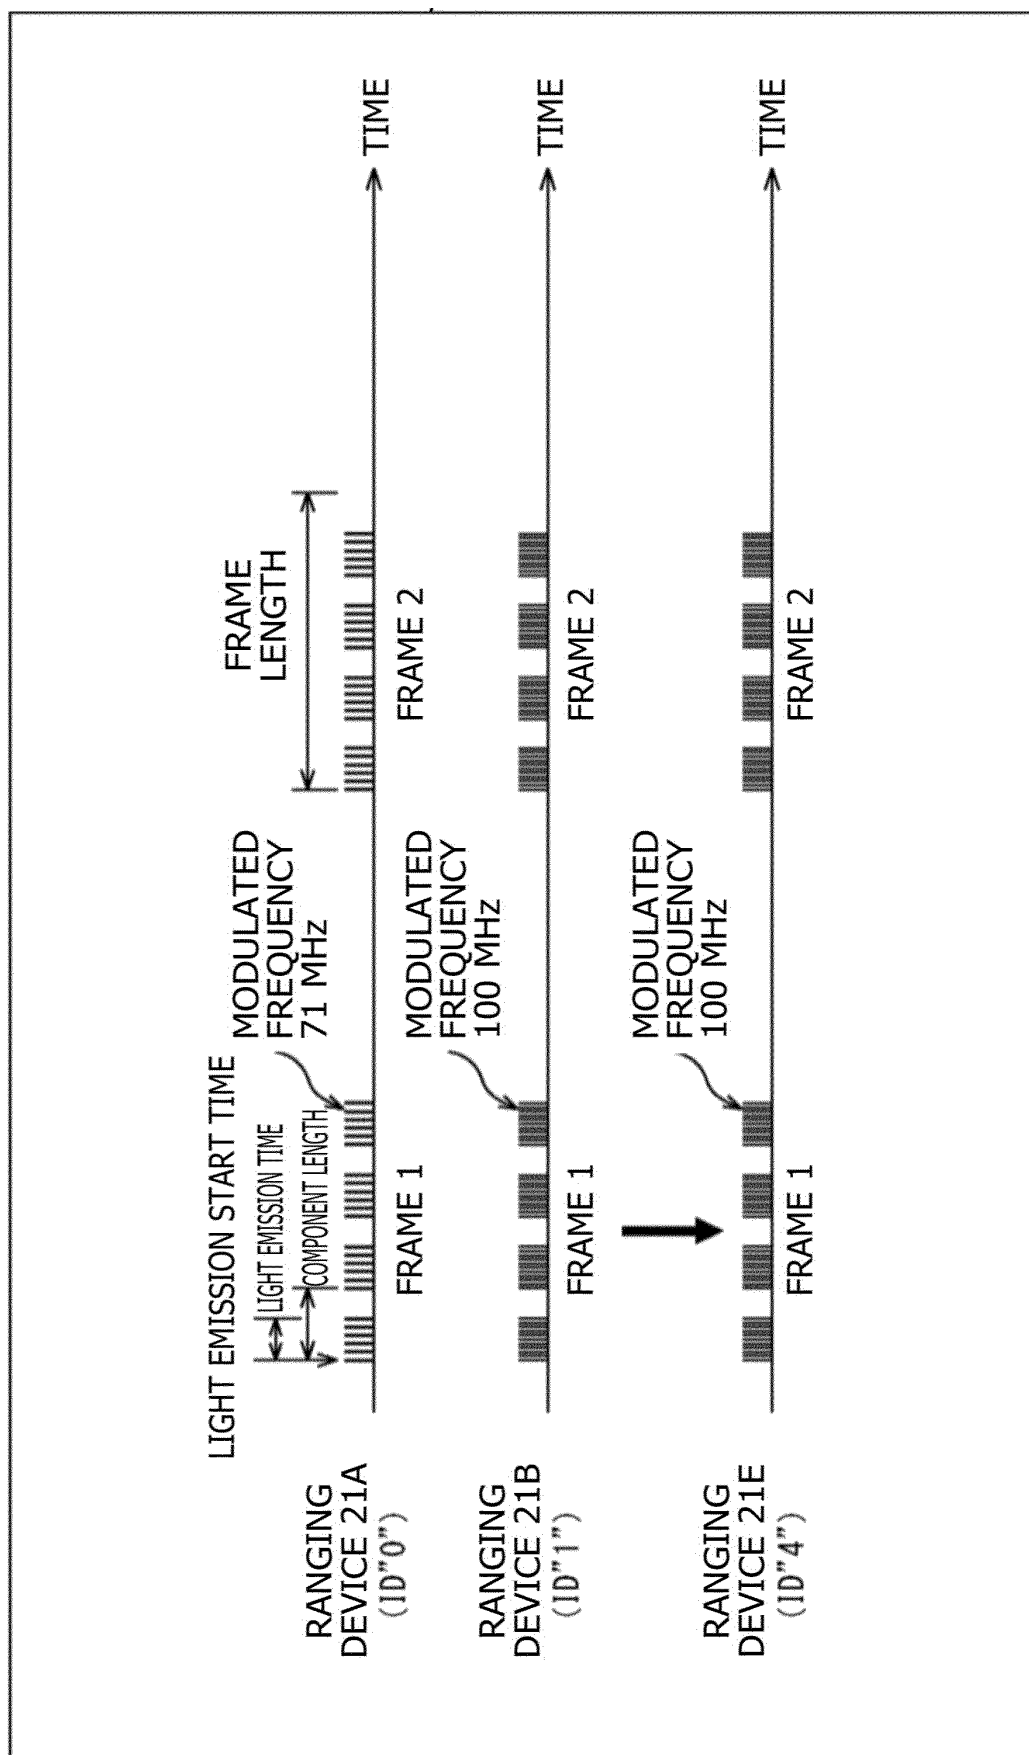 LIGHT EMISSION START TIME
LIGHT EMISSION TIME
COMPONENT LENGTH
MODULATED
FREQUENCY
71 MHz
FRAME
LENGTH
RANGING
DEVICE 21A
(ID"0")
FRAME 1
FRAME 2
TIME
MODULATED
FREQUENCY
100 MHz
RANGING
DEVICE 21B
(ID"1")
FRAME 1
FRAME 2
TIME
MODULATED
FREQUENCY
100 MHz
RANGING
DEVICE 21E
(ID"4")
FRAME 1
FRAME 2
TIME